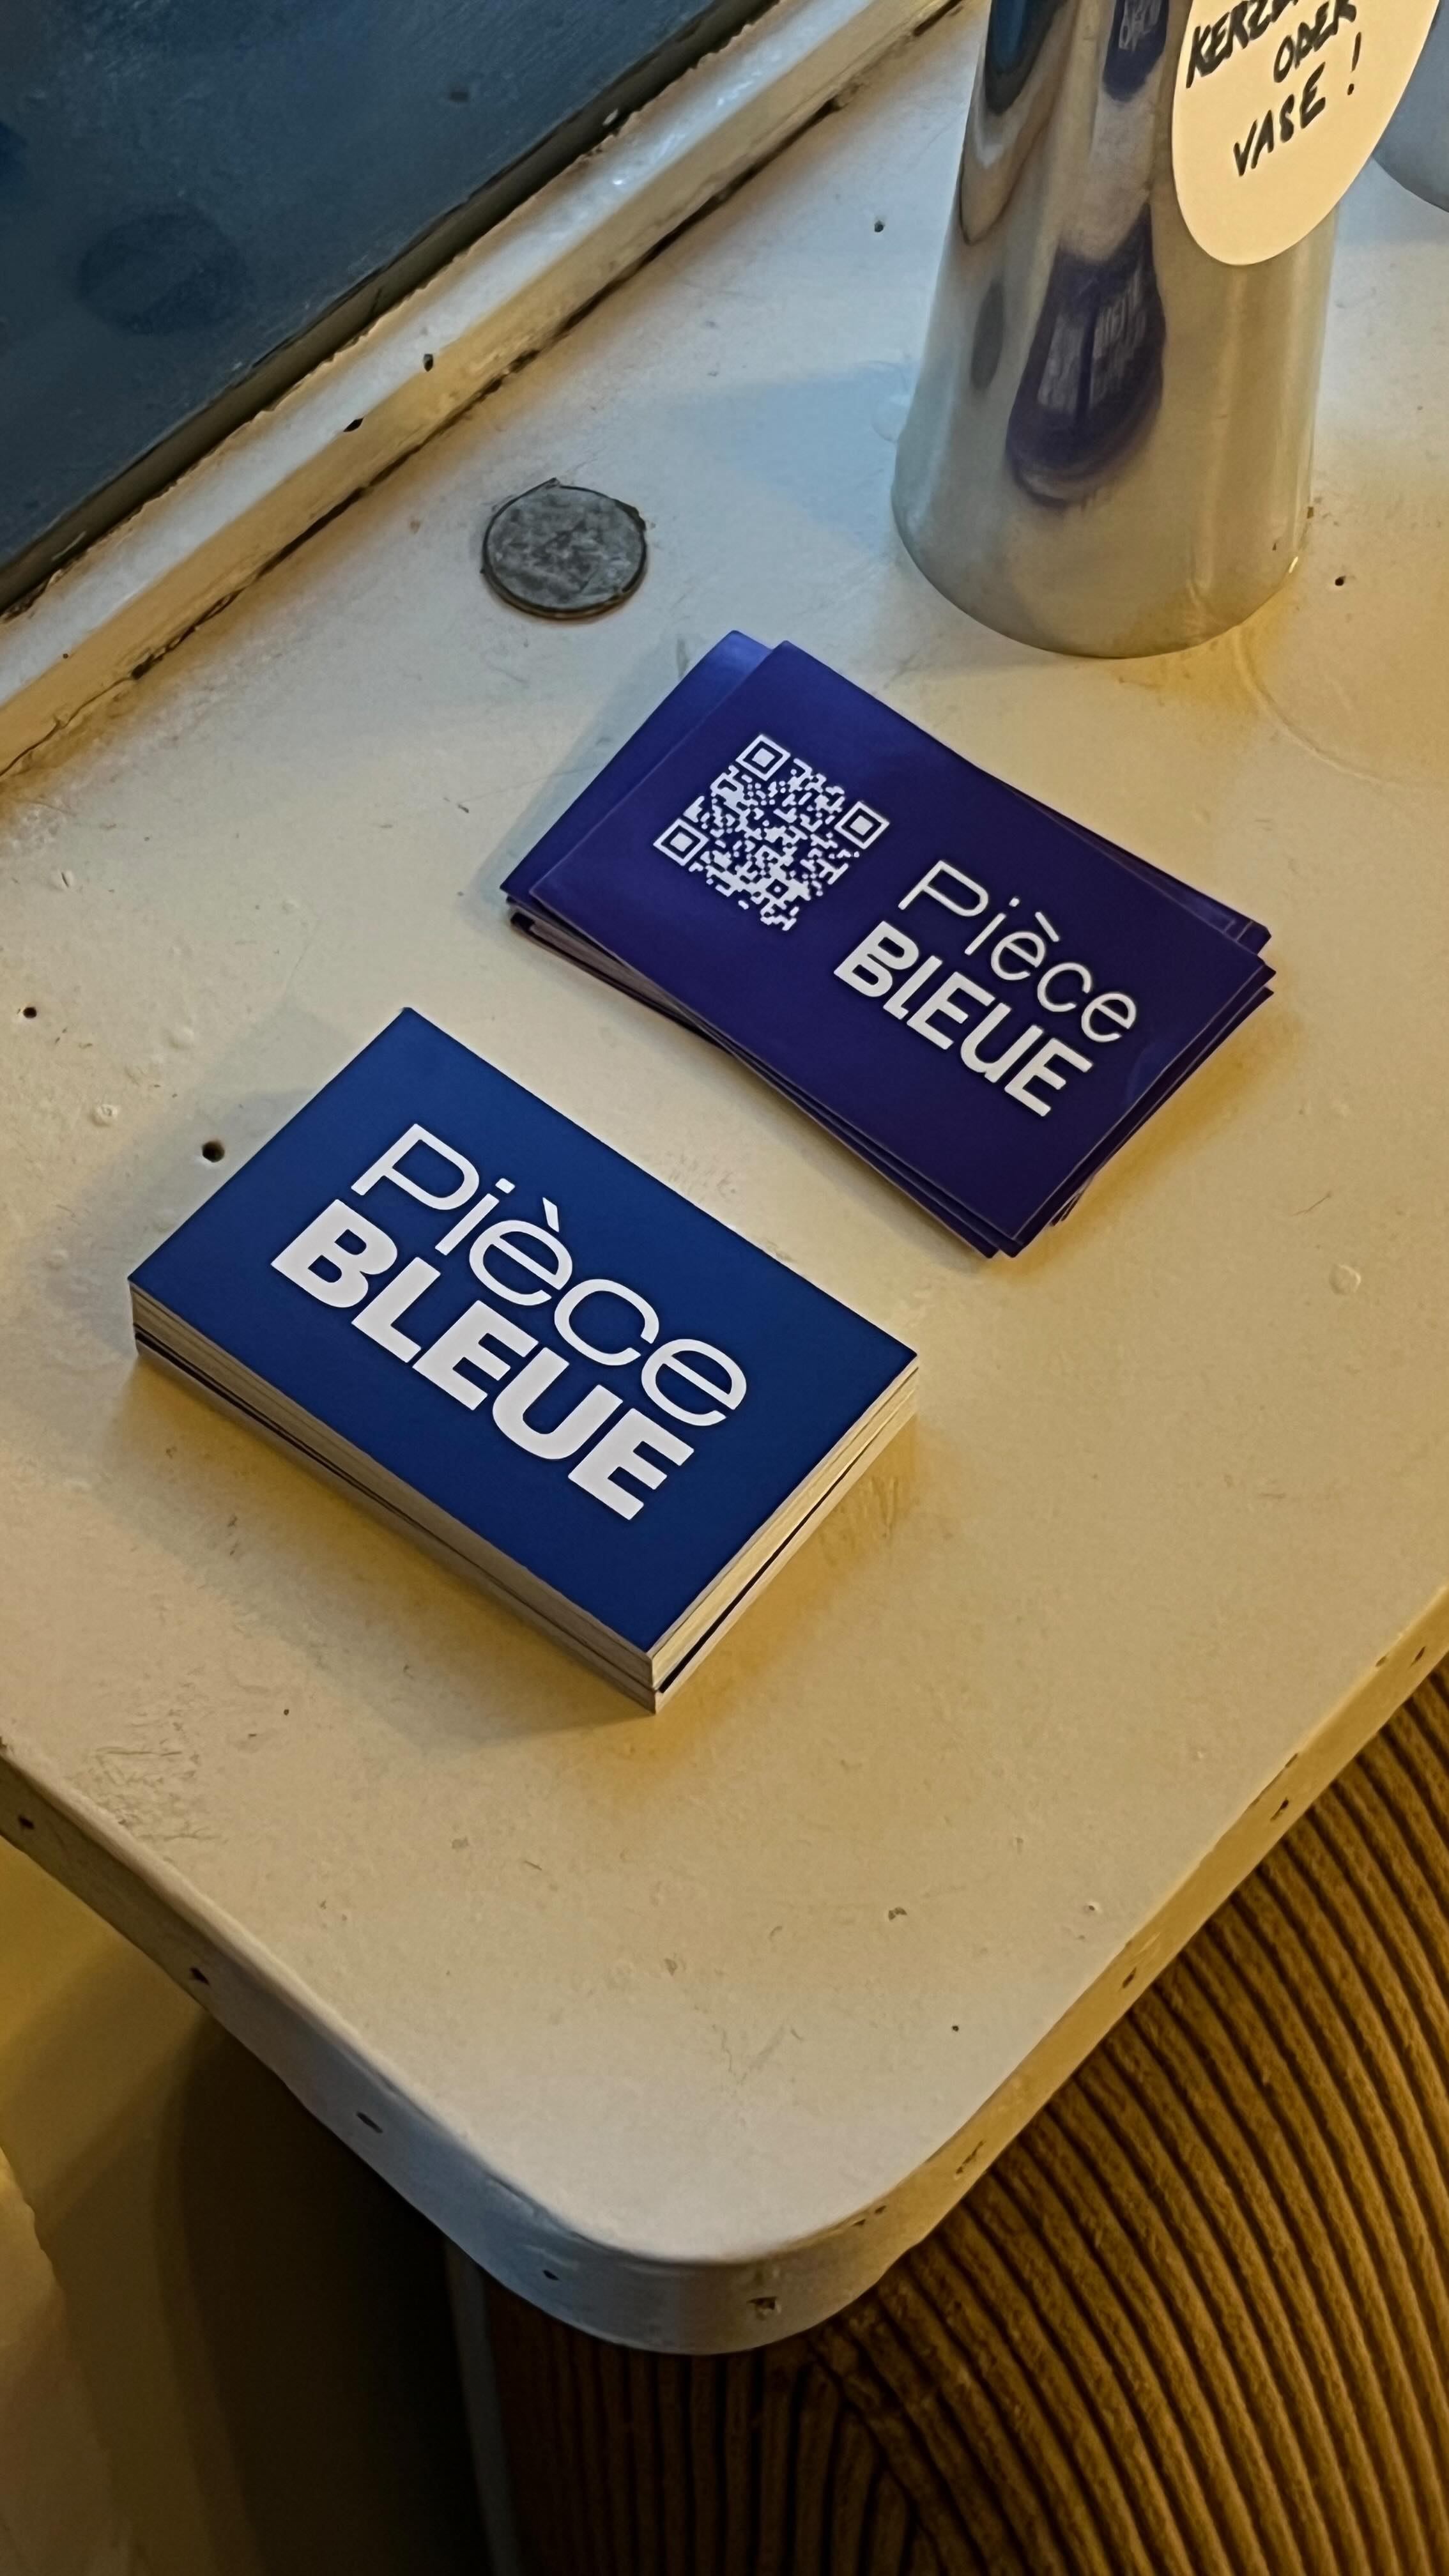 ODER
VASE !
Pièce
BLEUE
Pièce
BLEUE